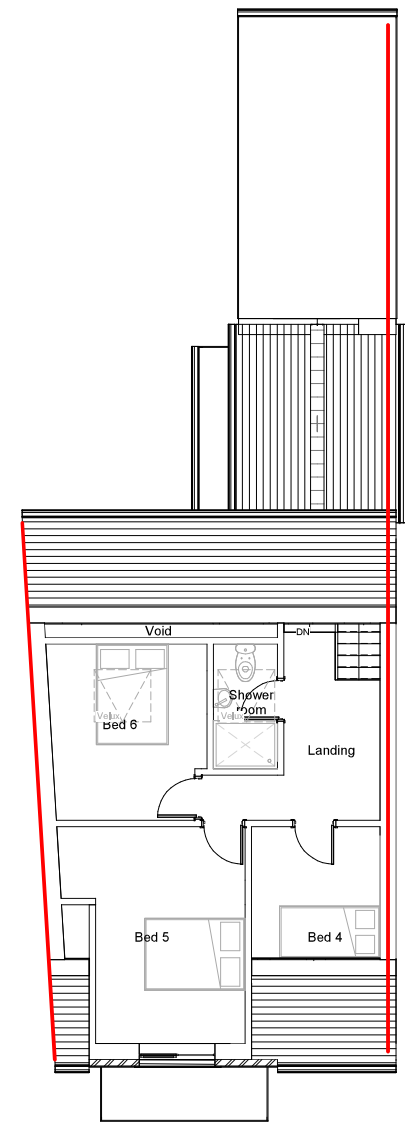 Void
DN
Shower
room
Velux
Velux
Bed 6
Landing
Bed 5
Bed 4